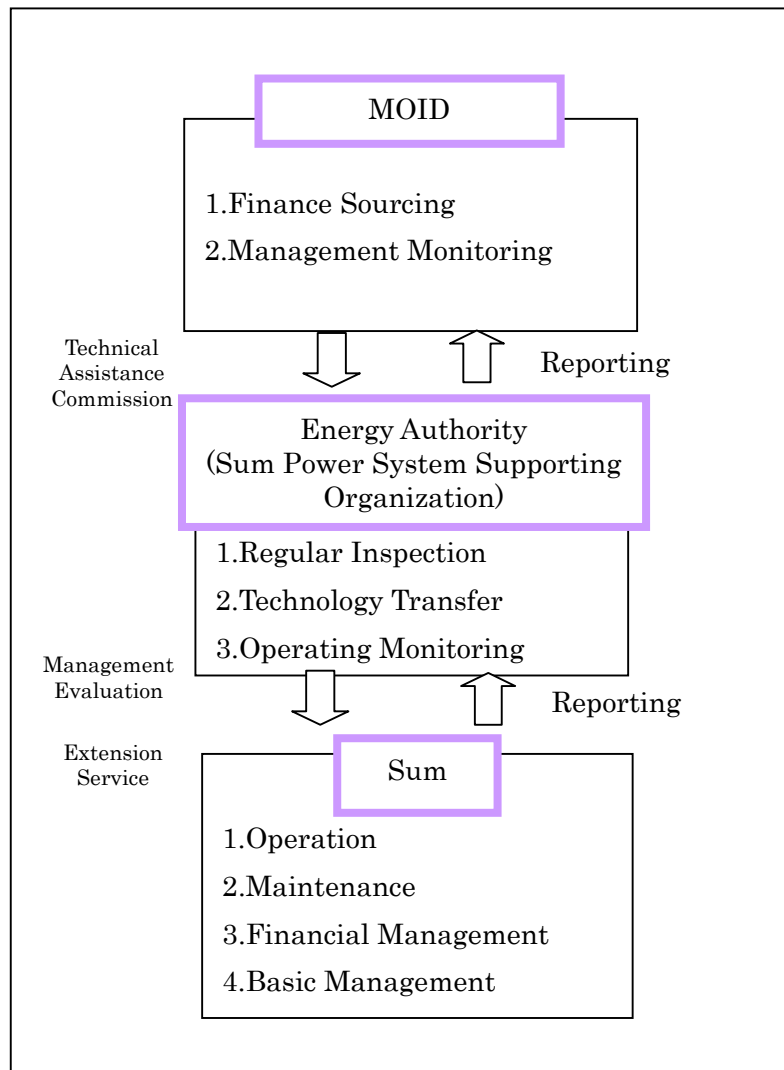 MOID
1.Finance Sourcing
2.Management Monitoring
Technical
Assistance
Commission
Reporting
Energy Authority
(Sum Power System Supporting
Organization)
1.Regular Inspection
2.Technology Transfer
3.Operating Monitoring
Management
Evaluation
Reporting
Extension
Service
Sum
1.Operation
2.Maintenance
3.Financial Management
4.Basic Management